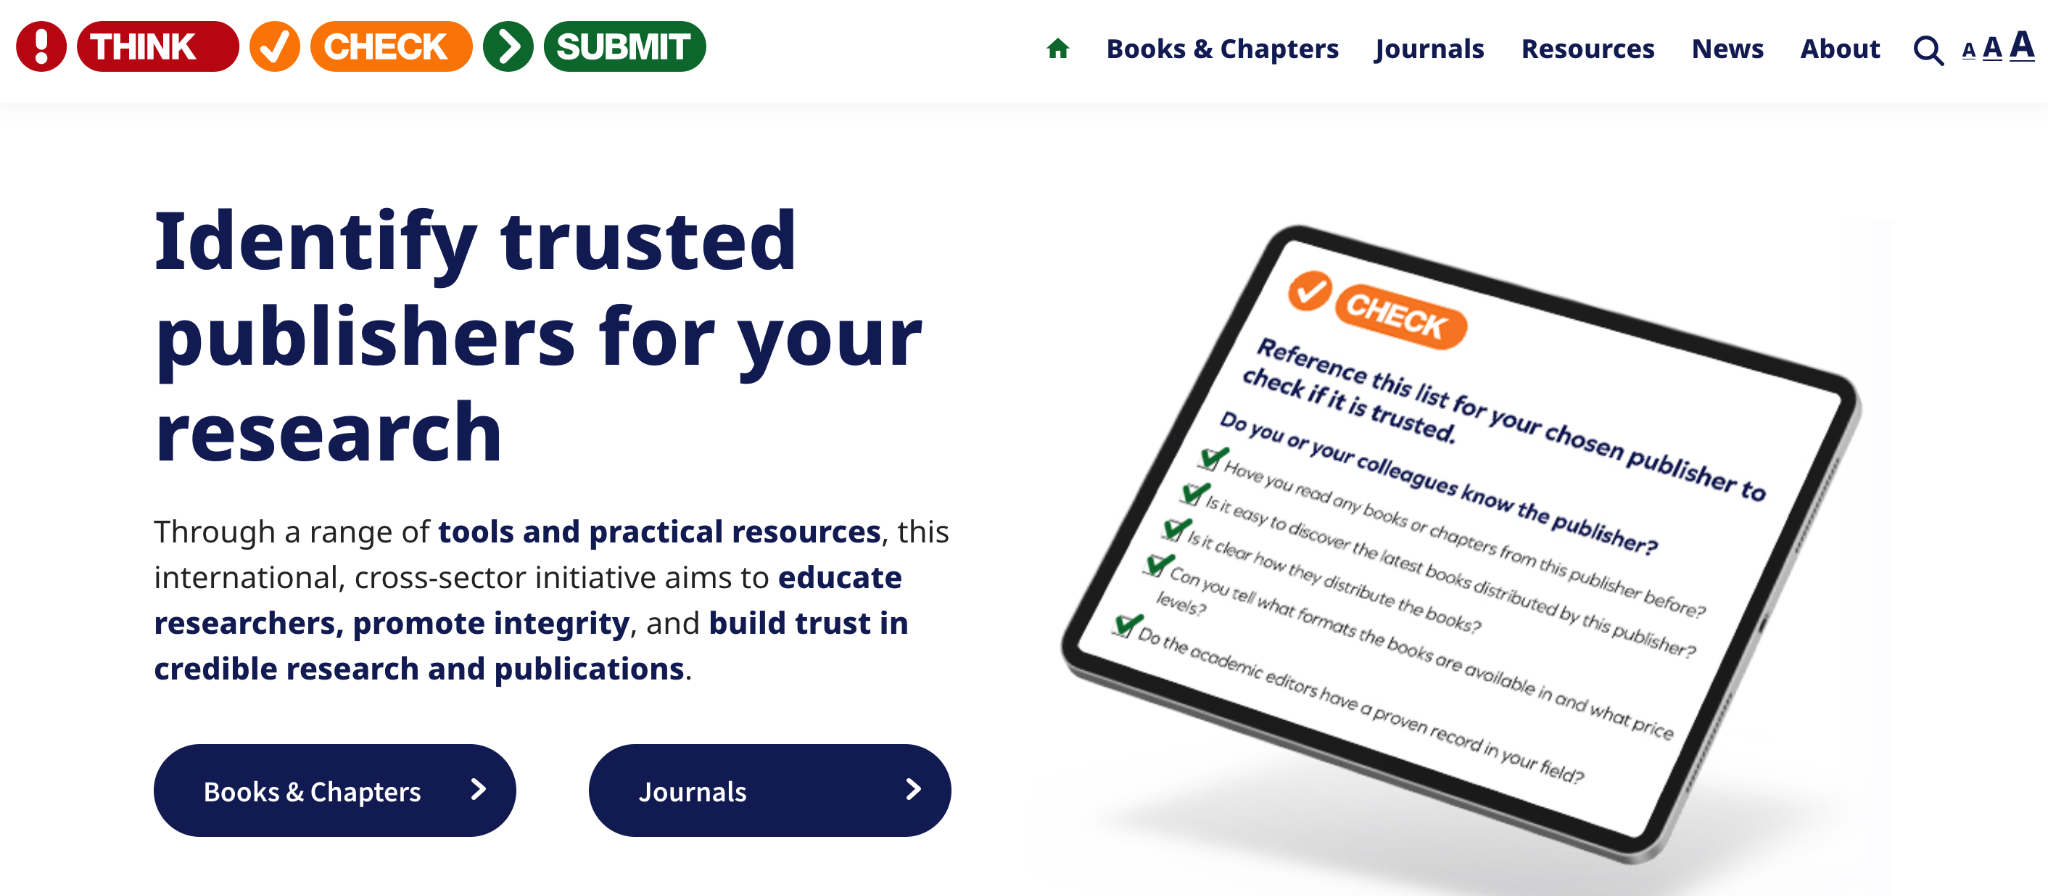 THINK CHECK SUBMIT
Books & Chapters Journals Resources News About A A A
Identify trusted
publishers for your
research
Through a range of tools and practical resources, this
international, cross-sector initiative aims to educate
researchers, promote integrity, and build trust in
credible research and publications.
Books & Chapters
Journals
CHECK
Reference this list for your chosen publisher to
check if it is trusted.
Do you or your colleagues know the publisher?
Have you read any books or chapters from this publisher before?
Is it easy to discover the latest books distributed by this publisher?
Is it clear how they distribute the books?
Can you tell what formats the books are available in and what price
levels?
Do the academic editors have a proven record in your field?